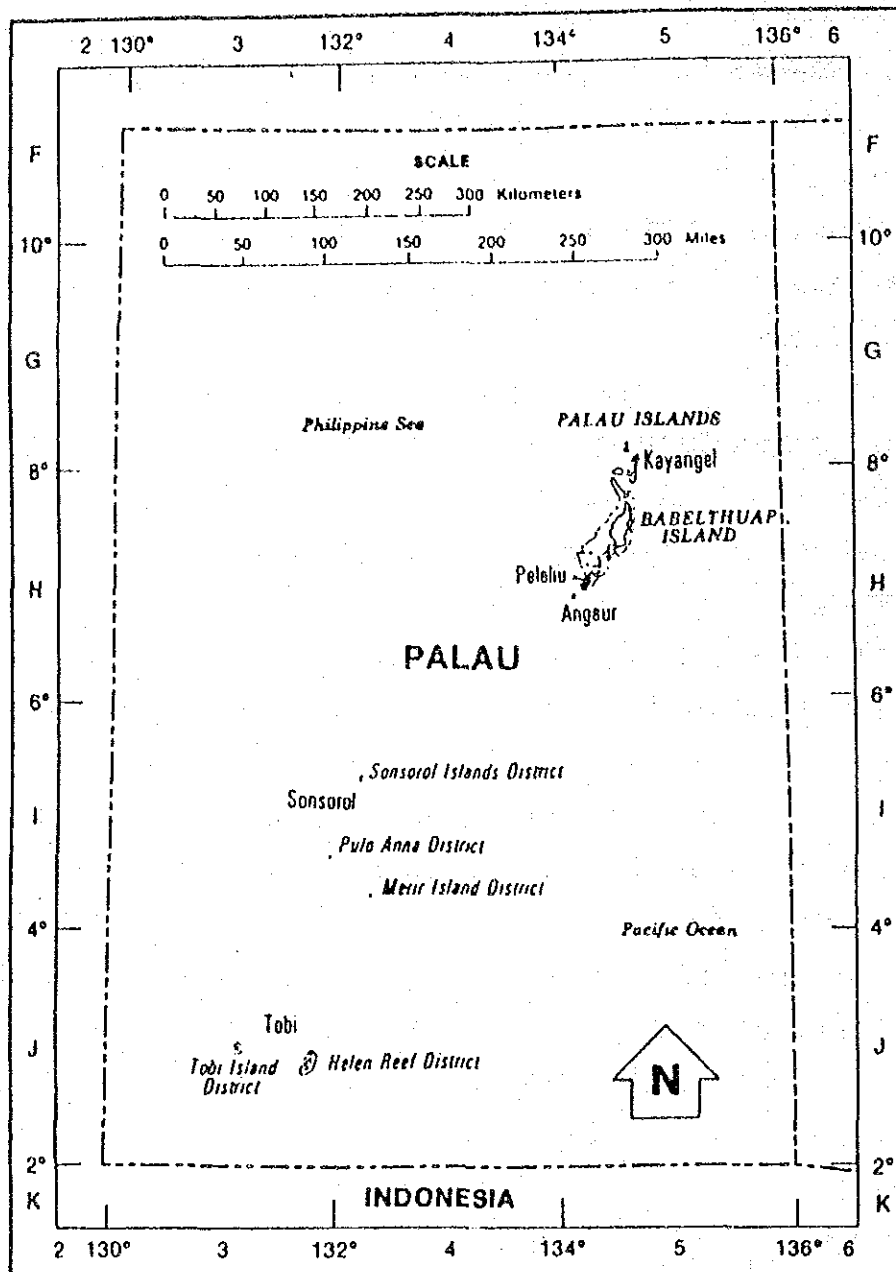 2 130° 3 132° 4 134° 5 136° 6
F F
SCALE
0 50 100 150 200 250 300 Kilometers
0 50 100 150 200 250 300 Miles
10° 10°
G G
Philippine Sea
PALAU ISLANDS
8° Kayangel 8°
BABELTHUAP
ISLAND
H Peleliu H
Angaur
PALAU
6° 6°
Sonsorol Islands District
Sonsorol
I I
Pulo Anna District
Merir Island District
4° Pacific Ocean 4°
Tobi
J J
Tobi Island
District
Helen Reef District
N
2° 2°
K INDONESIA K
2 130° 3 132° 4 134° 5 136° 6